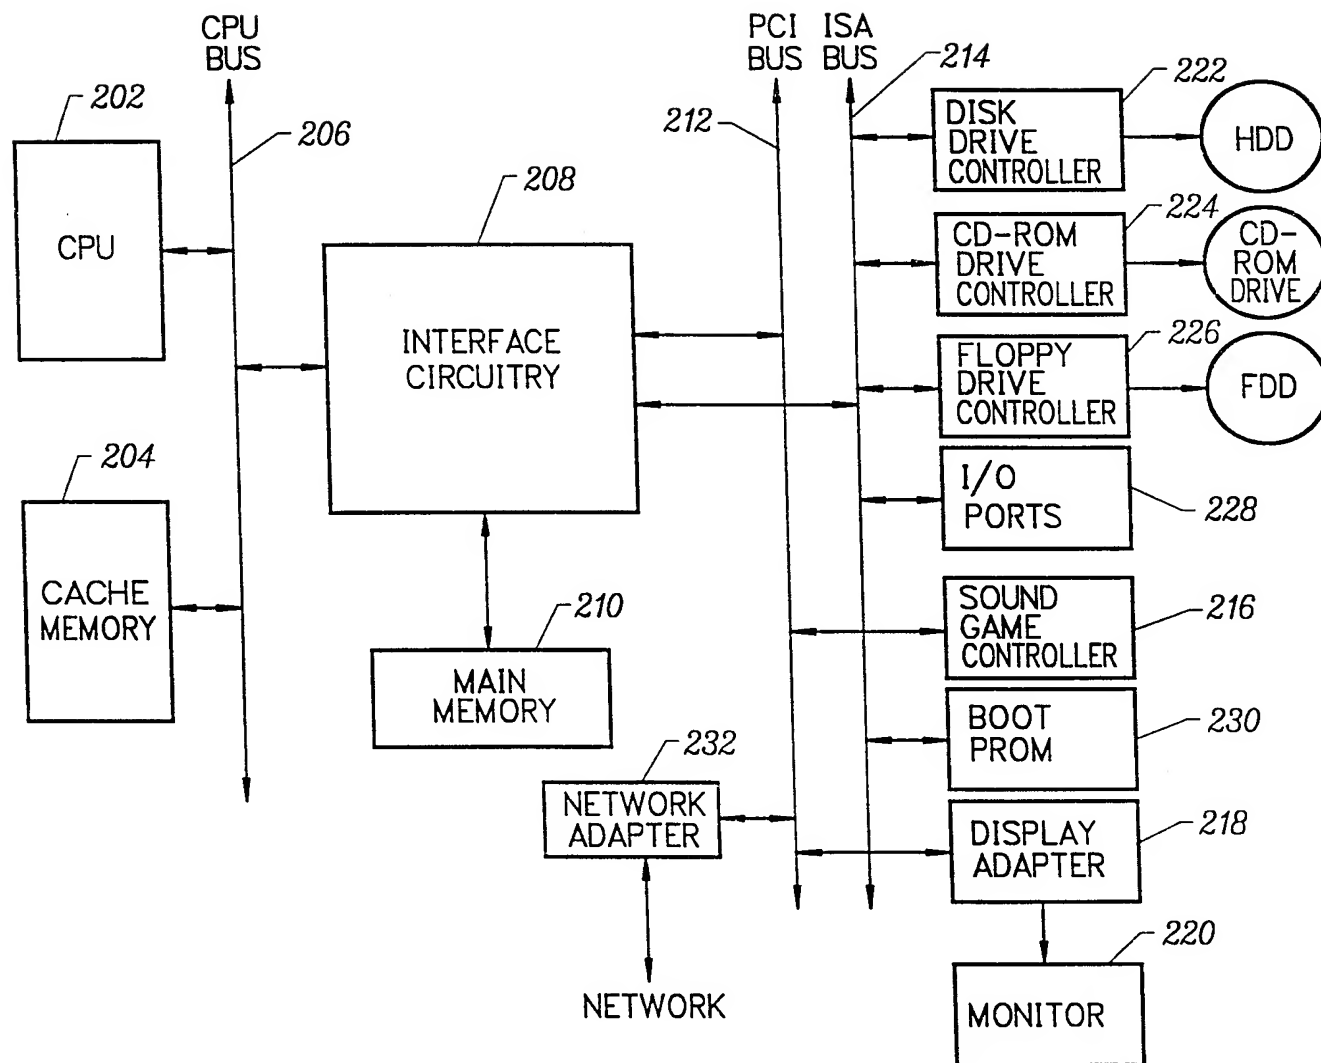 CPU
BUS
PCI ISA
BUS BUS
202
206
212
214
222
DISK
DRIVE
CONTROLLER
HDD
CPU
208
224
CD-ROM
DRIVE
CONTROLLER
CD-
ROM
DRIVE
INTERFACE
CIRCUITRY
226
FLOPPY
DRIVE
CONTROLLER
FDD
204
I/O
PORTS
228
CACHE
MEMORY
210
MAIN
MEMORY
SOUND
GAME
CONTROLLER
216
232
BOOT
PROM
230
NETWORK
ADAPTER
DISPLAY
ADAPTER
218
220
NETWORK
MONITOR